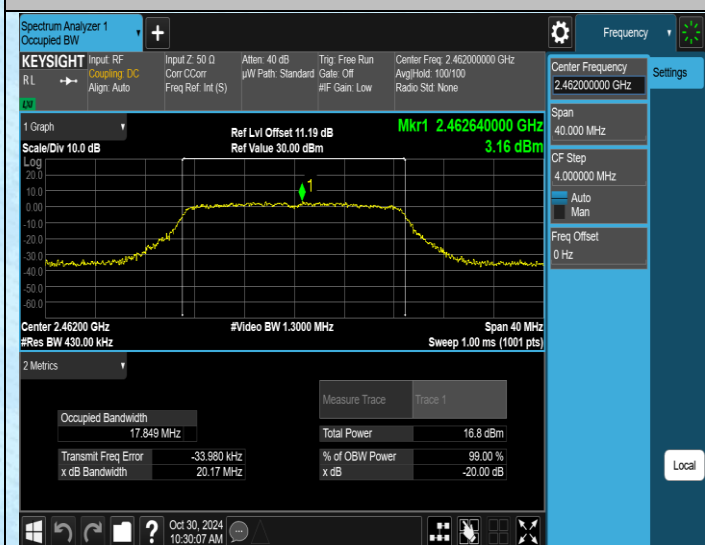 Spectrum Analyzer 1
Occupied BW
+
Frequency
KEYSIGHT
RL
LW
Input: RF
Coupling: DC
Align: Auto
Input Z: 50 Ω
Corr CCorr
Freq Ref: Int (S)
Atten: 40 dB
µW Path: Standard
Trig: Free Run
Gate: Off
#IF Gain: Low
Center Freq: 2.462000000 GHz
Avg|Hold: 100/100
Radio Std: None
Center Frequency
2.462000000 GHz
Settings
Span
40.000 MHz
CF Step
4.000000 MHz
Auto
Man
Freq Offset
0 Hz
1 Graph
Scale/Div 10.0 dB
Ref Lvl Offset 11.19 dB
Ref Value 30.00 dBm
Mkr1 2.462640000 GHz
3.16 dBm
Log
20.0
10.0
0.00
-10.0
-20.0
-30.0
-40.0
-50.0
-60.0
1
Center 2.46200 GHz
#Video BW 1.3000 MHz
Span 40 MHz
#Res BW 430.00 kHz
Sweep 1.00 ms (1001 pts)
2 Metrics
Measure Trace
Trace 1
Occupied Bandwidth
17.849 MHz
Total Power
16.8 dBm
Transmit Freq Error
-33.980 kHz
% of OBW Power
99.00 %
x dB Bandwidth
20.17 MHz
x dB
-20.00 dB
Local
?
Oct 30, 2024
10:30:07 AM